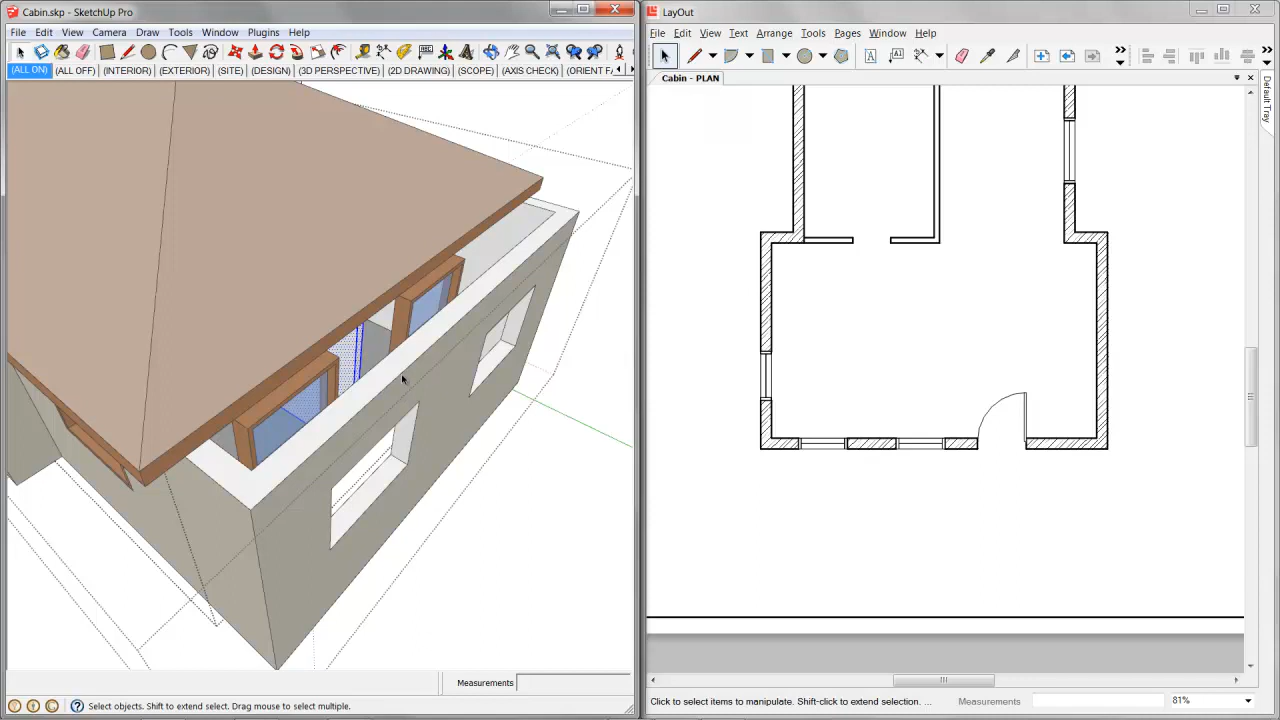 Cabin.skp - SketchUp Pro
File Edit View Camera Draw Tools Window Plugins Help
(ALL ON) (ALL OFF) (INTERIOR) (EXTERIOR) (SITE) (DESIGN) (3D PERSPECTIVE) (2D DRAWING) (SCOPE) (AXIS CHECK) (ORIENT FA
Measurements
Select objects. Shift to extend select. Drag mouse to select multiple.
LayOut
File Edit View Text Arrange Tools Pages Window Help
Cabin - PLAN
Default Tray
Click to select items to manipulate. Shift-click to extend selection. ...
Measurements
81%